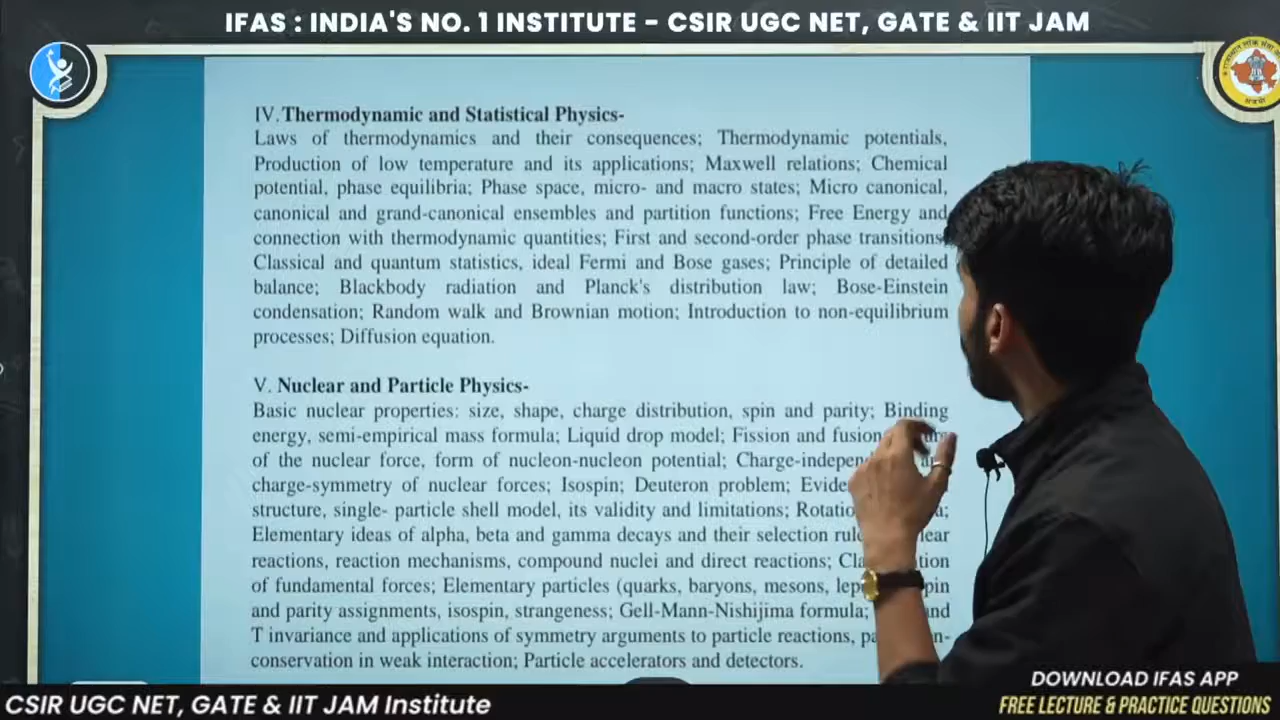 IFAS : INDIA'S NO. 1 INSTITUTE - CSIR UGC NET, GATE & IIT JAM
IV. Thermodynamic and Statistical Physics-
Laws of thermodynamics and their consequences; Thermodynamic potentials,
Production of low temperature and its applications; Maxwell relations; Chemical
potential, phase equilibria; Phase space, micro- and macro states; Micro canonical,
canonical and grand-canonical ensembles and partition functions; Free Energy and
connection with thermodynamic quantities; First and second-order phase transitions
Classical and quantum statistics, ideal Fermi and Bose gases; Principle of detailed
balance; Blackbody radiation and Planck's distribution law; Bose-Einstein
condensation; Random walk and Brownian motion; Introduction to non-equilibrium
processes; Diffusion equation.
V. Nuclear and Particle Physics-
Basic nuclear properties: size, shape, charge distribution, spin and parity; Binding
energy, semi-empirical mass formula; Liquid drop model; Fission and fusion
of the nuclear force, form of nucleon-nucleon potential;
charge-symmetry of nuclear forces; Isospin; Deuteron problem;
structure, single- particle shell model, its validity and limitations;
Elementary ideas of alpha, beta and gamma decays and their selection
reactions, reaction mechanisms, compound nuclei and direct reactions;
of fundamental forces; Elementary particles (quarks, baryons, mesons,
and parity assignments, isospin, strangeness; Gell-Mann-Nishijima formula;
T invariance and applications of symmetry arguments to particle reactions,
conservation in weak interaction; Particle accelerators and detectors.
DOWNLOAD IFAS APP
CSIR UGC NET, GATE & IIT JAM Institute
FREE LECTURE & PRACTICE QUESTIONS